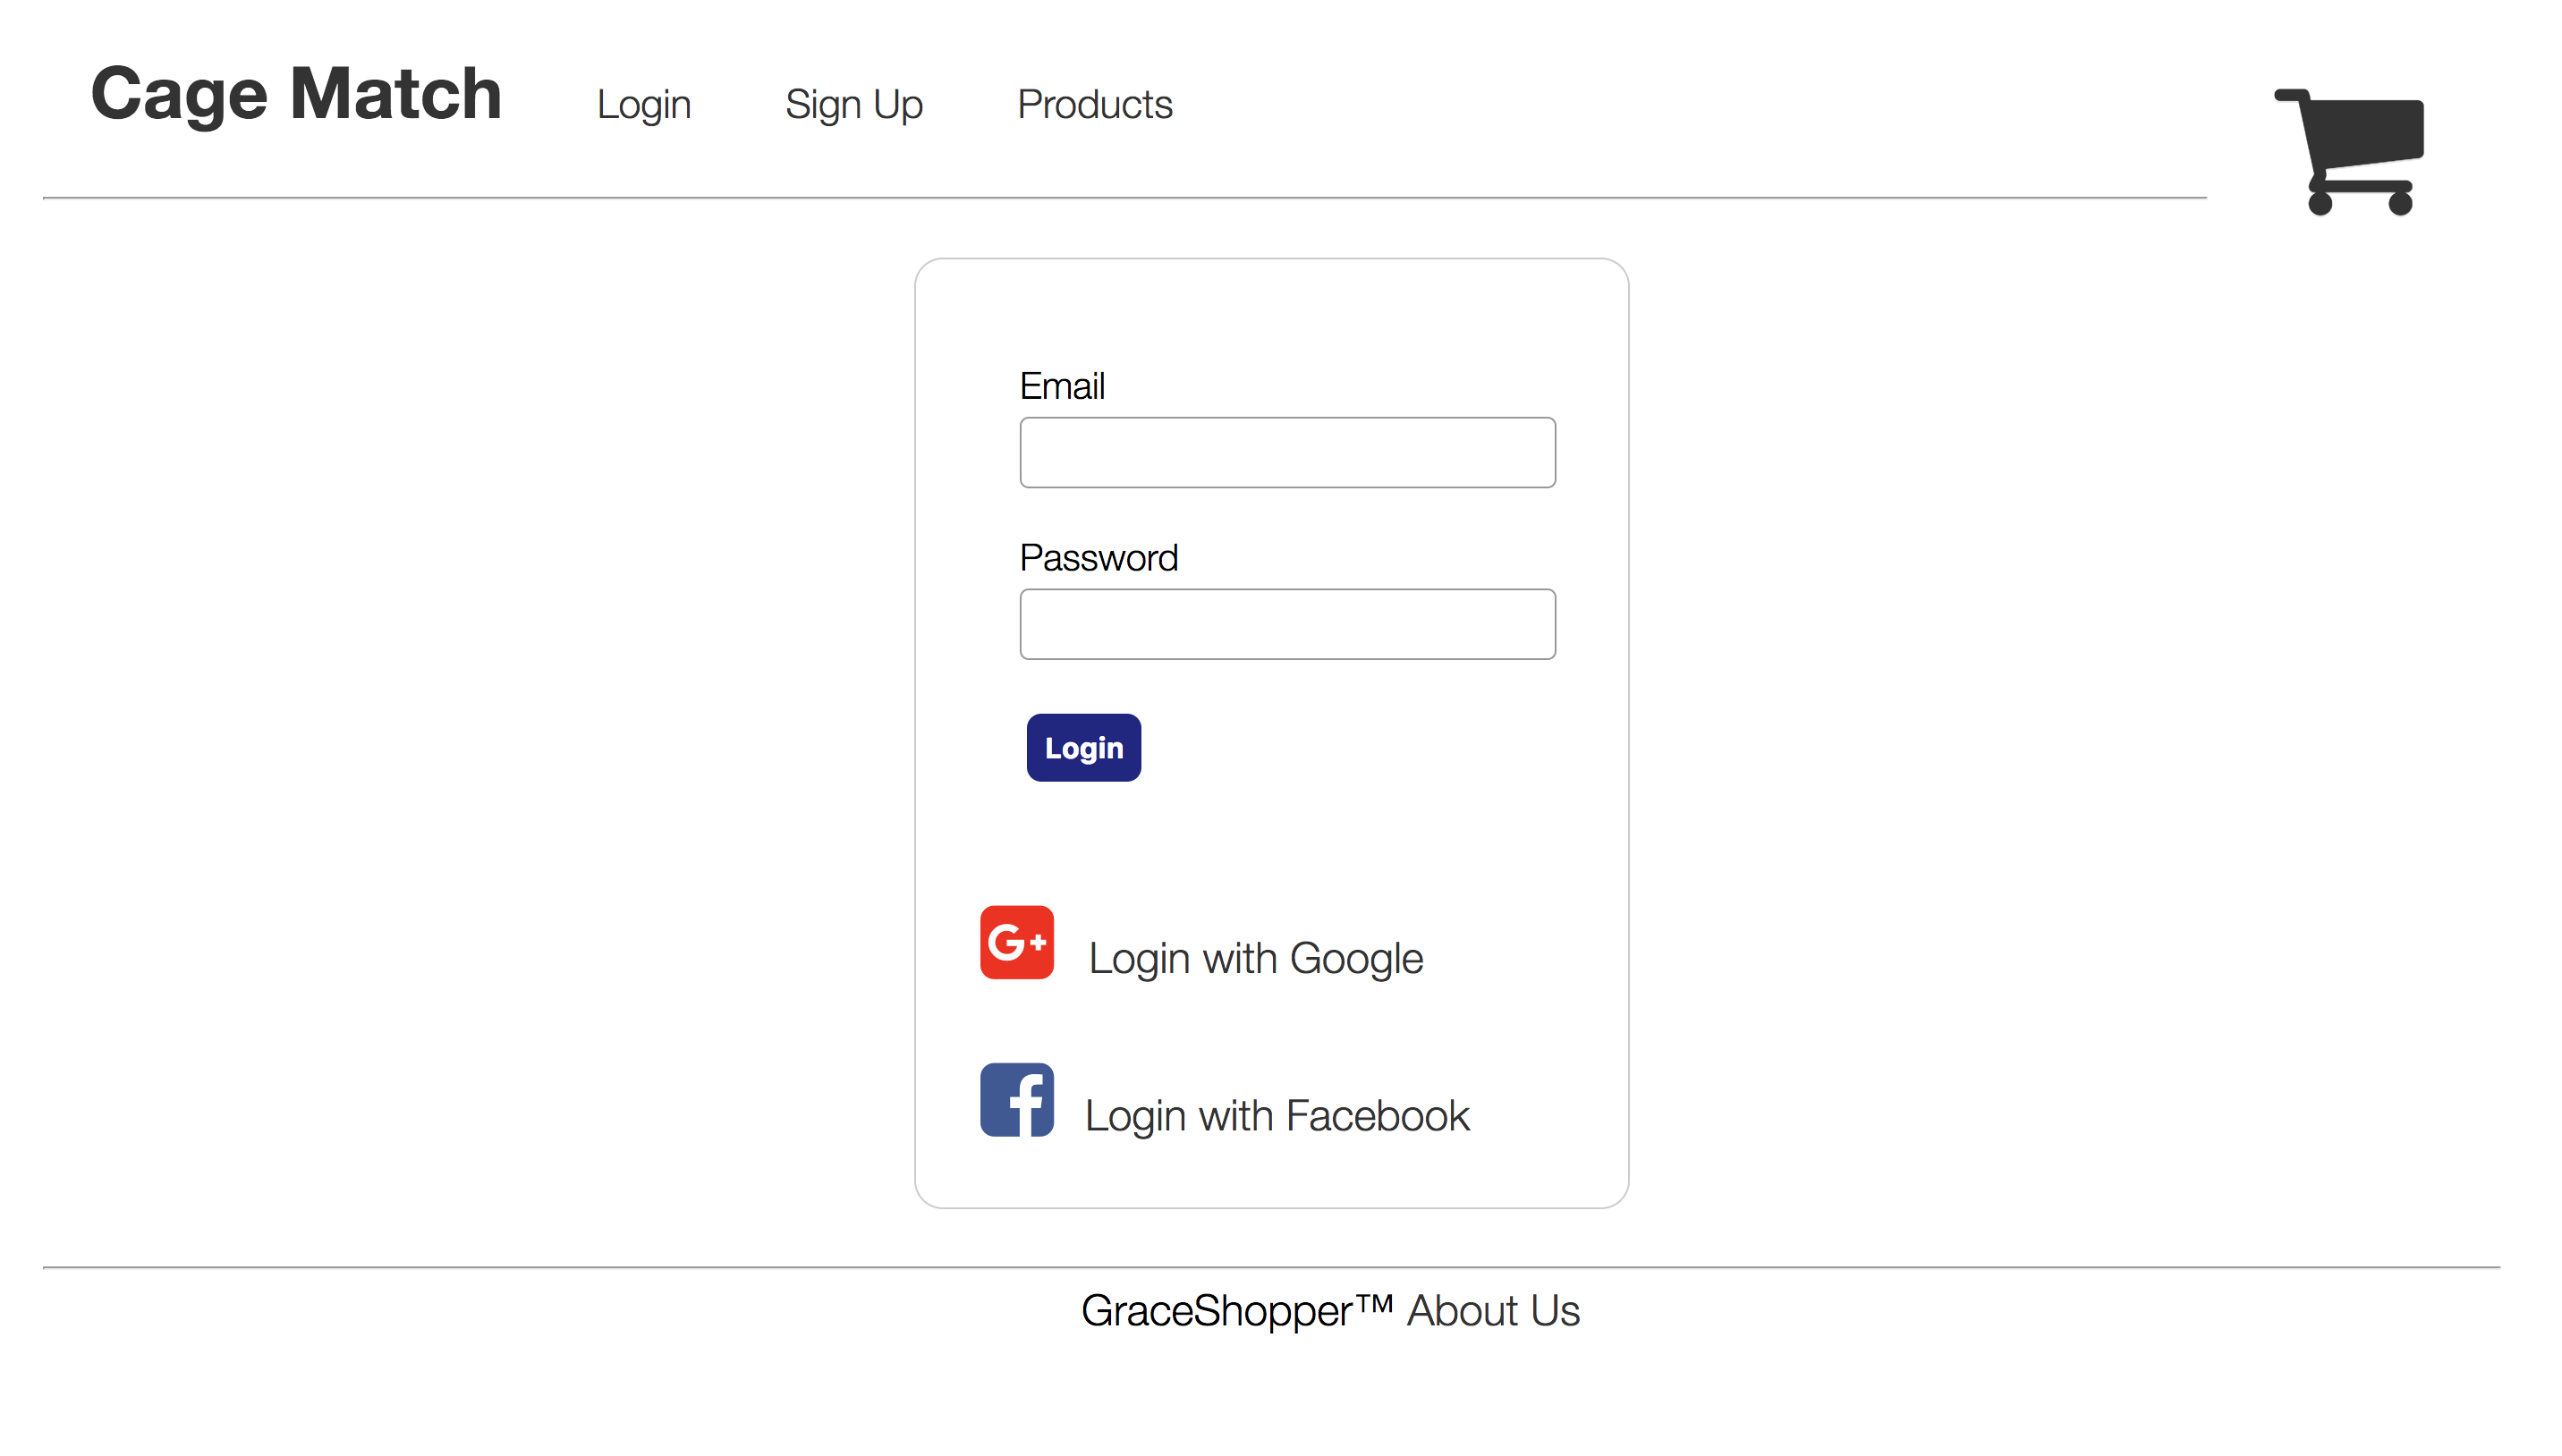 Cage Match Login Sign Up Products
Email
Password
Login
G+ Login with Google
f Login with Facebook
GraceShopper™ About Us